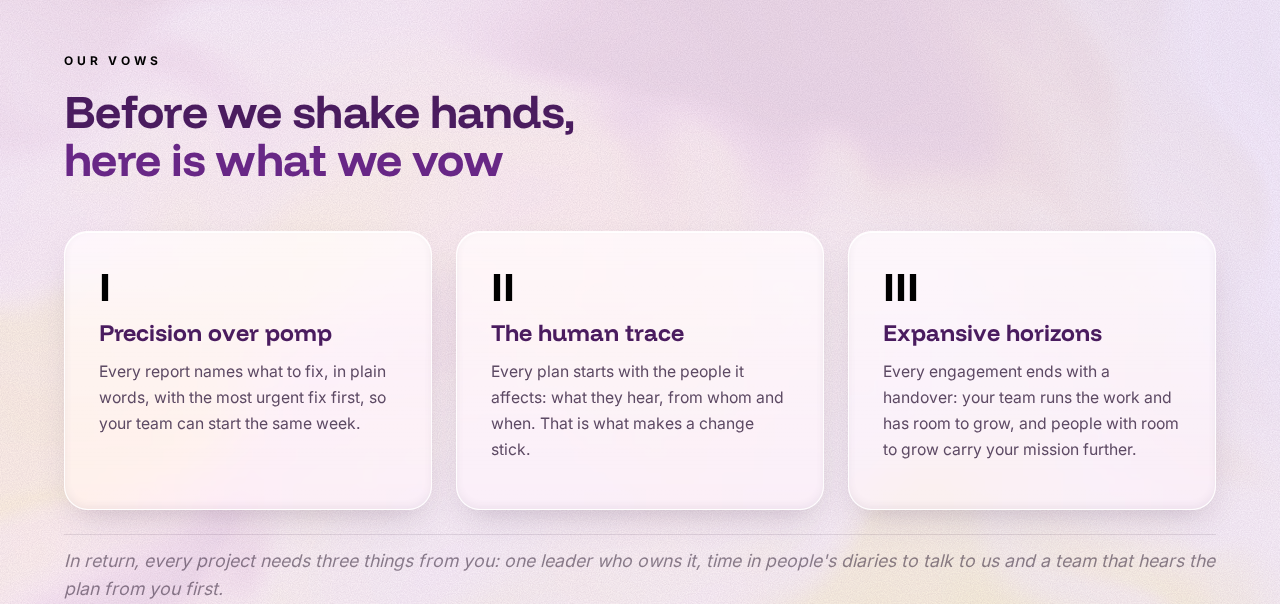 OUR VOWS
Before we shake hands,
here is what we vow
I
Precision over pomp
Every report names what to fix, in plain
words, with the most urgent fix first, so
your team can start the same week.
II
The human trace
Every plan starts with the people it
affects: what they hear, from whom and
when. That is what makes a change
stick.
III
Expansive horizons
Every engagement ends with a
handover: your team runs the work and
has room to grow, and people with room
to grow carry your mission further.
In return, every project needs three things from you: one leader who owns it, time in people's diaries to talk to us and a team that hears the
plan from you first.